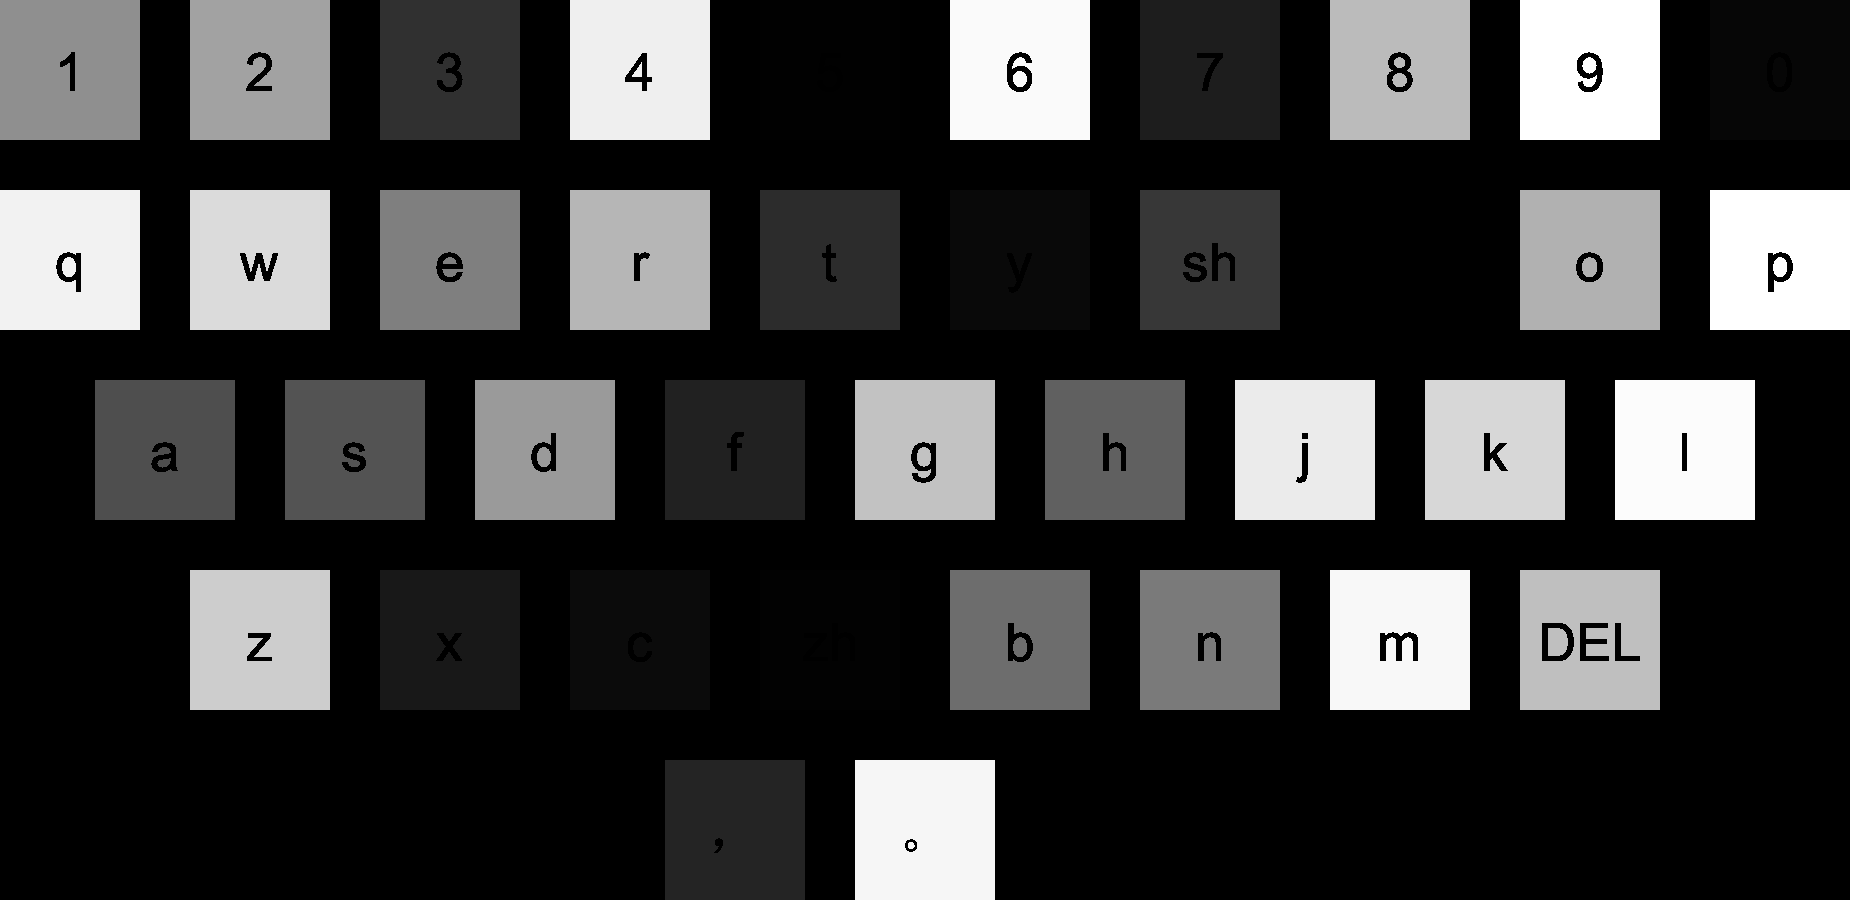 1 2 3 4 6 7 8 9 0
q w e r t y sh o p
a s d f g h j k l
z x c zh b n m DEL
， 。